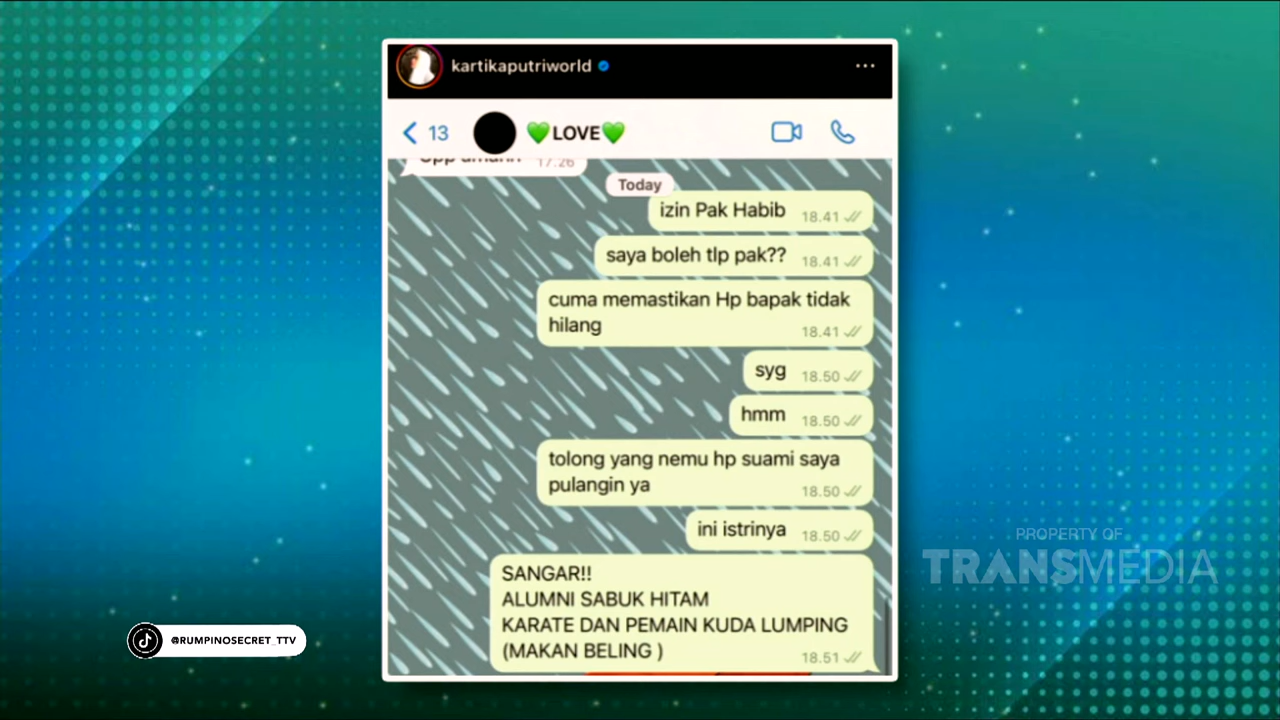 kartikaputriworld
13 💚LOVE💚
17.26
Today
izin Pak Habib 18.41
saya boleh tlp pak?? 18.41
cuma memastikan Hp bapak tidak
hilang 18.41
syg 18.50
hmm 18.50
tolong yang nemu hp suami saya
pulangin ya 18.50
ini istrinya 18.50
SANGAR!!
ALUMNI SABUK HITAM
KARATE DAN PEMAIN KUDA LUMPING
(MAKAN BELING ) 18.51
PROPERTY OF
TRANSMEDIA
@RUMPINOSECRET_TTV